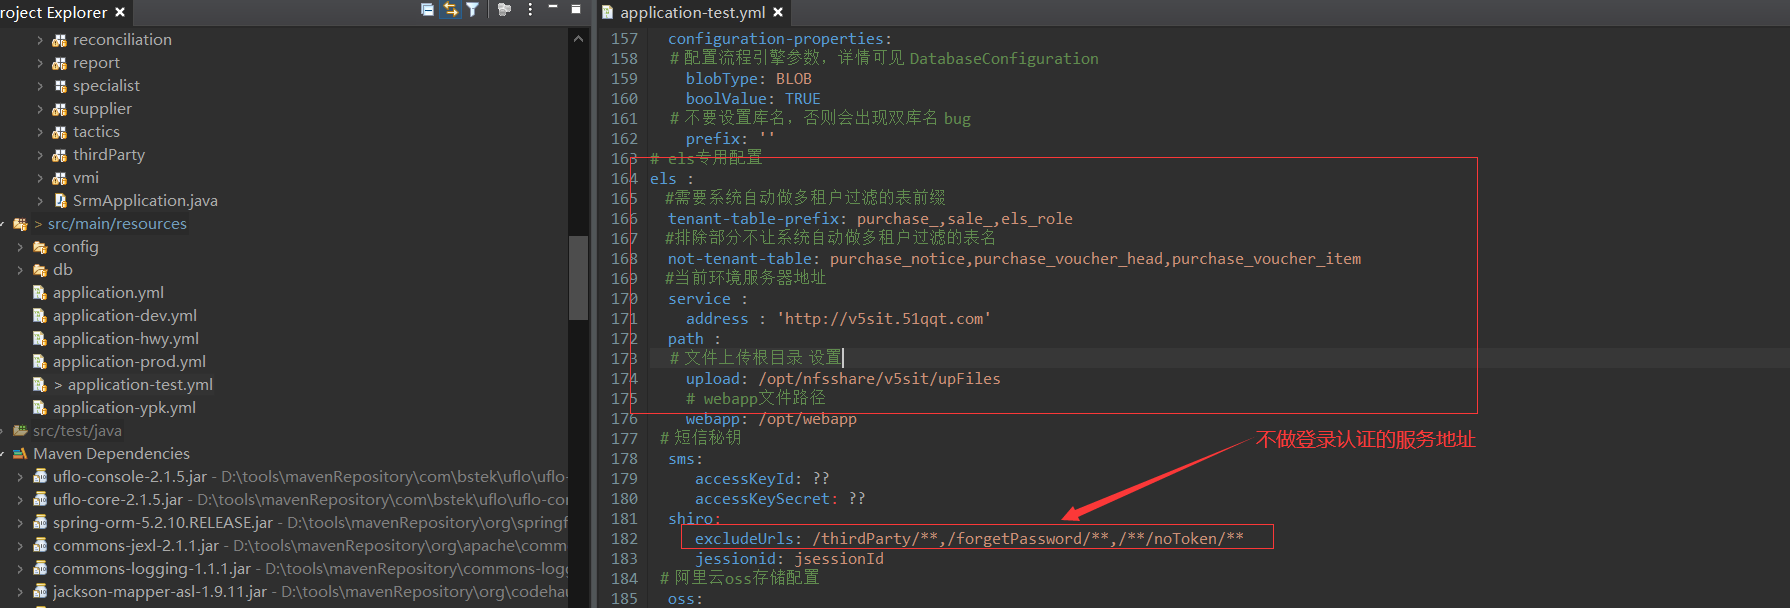 roject Explorer
reconciliation
report
specialist
supplier
tactics
thirdParty
vmi
SrmApplication.java
> src/main/resources
config
db
application.yml
application-dev.yml
application-hwy.yml
application-prod.yml
> application-test.yml
application-ypk.yml
src/test/java
Maven Dependencies
uflo-console-2.1.5.jar - D:\tools\mavenRepository\com\bstek\uflo\uflo-
uflo-core-2.1.5.jar - D:\tools\mavenRepository\com\bstek\uflo\uflo-co
spring-orm-5.2.10.RELEASE.jar - D:\tools\mavenRepository\org\springf
commons-jexl-2.1.1.jar - D:\tools\mavenRepository\org\apache\comm
commons-logging-1.1.1.jar - D:\tools\mavenRepository\commons-logg
jackson-mapper-asl-1.9.11.jar - D:\tools\mavenRepository\org\codeha
application-test.yml
157 configuration-properties:
158 # 配置流程引擎参数，详情可见 DatabaseConfiguration
159 blobType: BLOB
160 boolValue: TRUE
161 # 不要设置库名，否则会出现双库名 bug
162 prefix: ''
163 # els专用配置
164 els :
165 #需要系统自动做多租户过滤的表前缀
166 tenant-table-prefix: purchase_,sale_,els_role
167 #排除部分不让系统自动做多租户过滤的表名
168 not-tenant-table: purchase_notice,purchase_voucher_head,purchase_voucher_item
169 #当前环境服务器地址
170 service :
171 address : 'http://v5sit.51qqt.com'
172 path :
173 # 文件上传根目录 设置
174 upload: /opt/nfsshare/v5sit/upFiles
175 # webapp文件路径
176 webapp: /opt/webapp
177 # 短信秘钥
178 sms:
179 accessKeyId: ??
180 accessKeySecret: ??
181 shiro:
182 excludeUrls: /thirdParty/**,/forgetPassword/**,/**/noToken/**
183 jessionid: jsessionId
184 # 阿里云oss存储配置
185 oss:
不做登录认证的服务地址